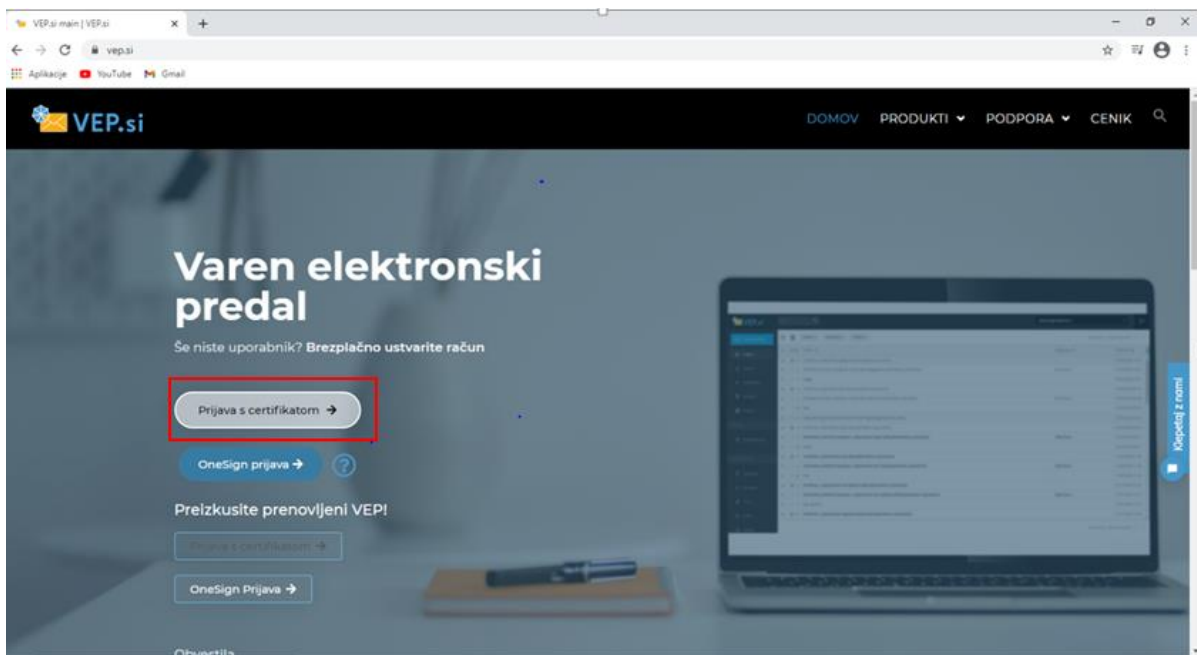 VEP.si main | VEP.si
vep.si
Aplikacije YouTube Gmail
VEP.si
DOMOV PRODUKTI PODPORA CENIK
Varen elektronski
predal
Še niste uporabnik? Brezplačno ustvarite račun
Prijava s certifikatom →
OneSign prijava →
?
Preizkusite prenovljeni VEP!
Prijava s certifikatom →
OneSign Prijava →
Obvestila
Klepetaj z nami